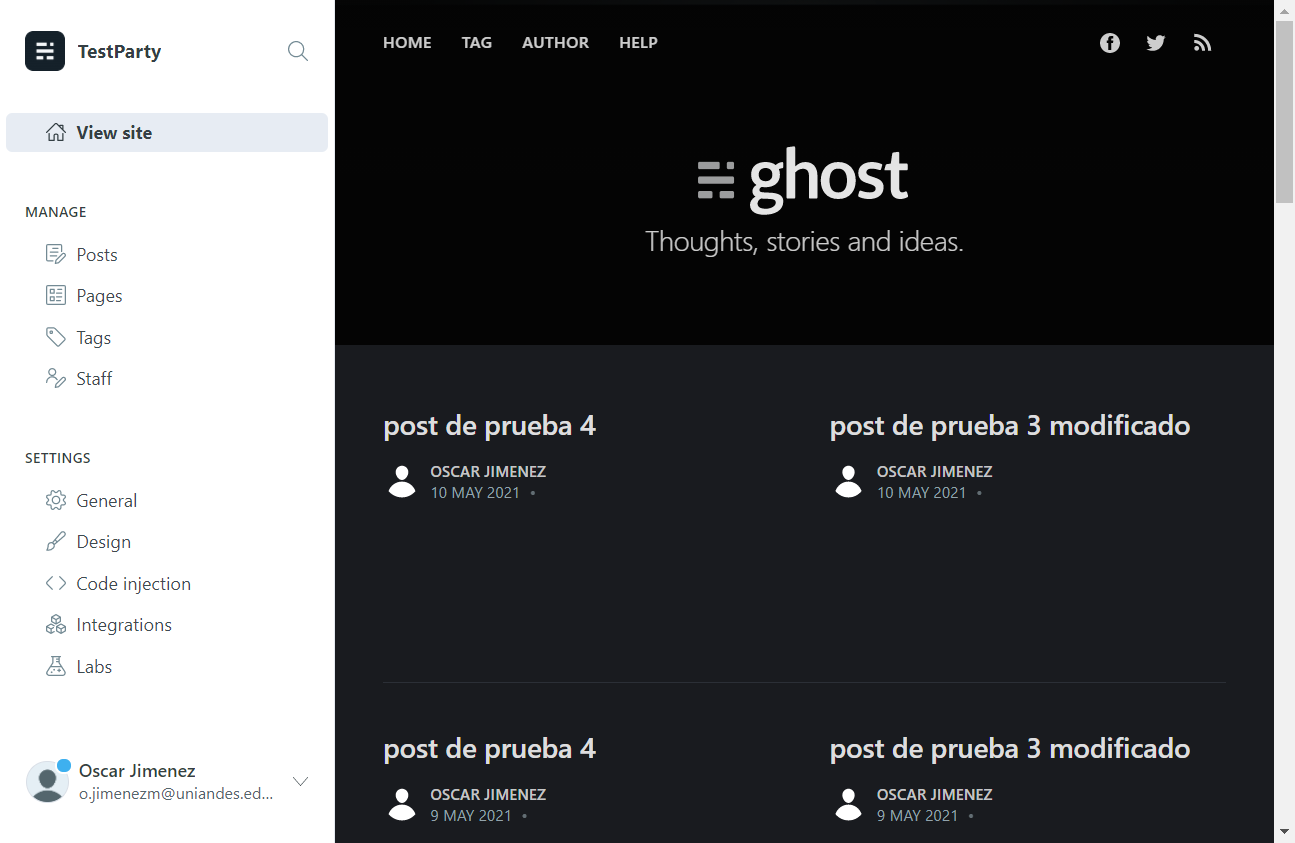 TestParty
View site
MANAGE
Posts
Pages
Tags
Staff
SETTINGS
General
Design
Code injection
Integrations
Labs
Oscar Jimenez
o.jimenezm@uniandes.ed...
HOME TAG AUTHOR HELP
ghost
Thoughts, stories and ideas.
post de prueba 4
OSCAR JIMENEZ
10 MAY 2021 •
post de prueba 3 modificado
OSCAR JIMENEZ
10 MAY 2021 •
post de prueba 4
OSCAR JIMENEZ
9 MAY 2021 •
post de prueba 3 modificado
OSCAR JIMENEZ
9 MAY 2021 •